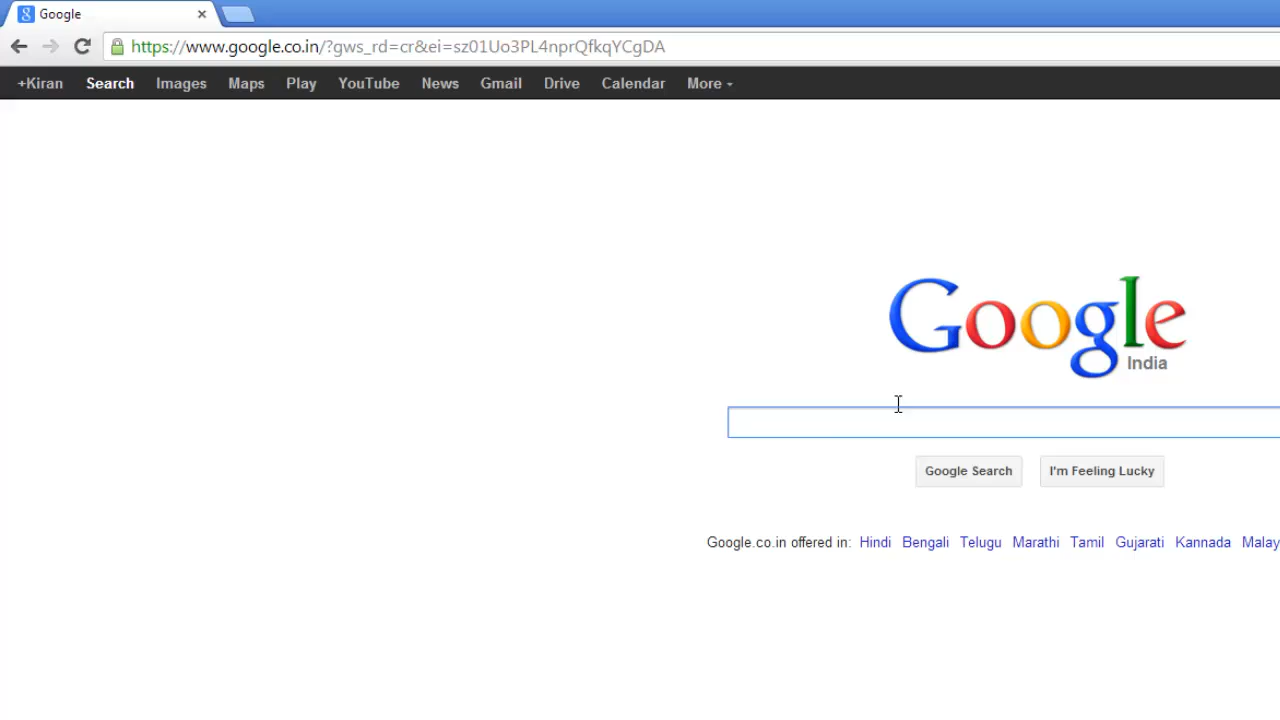 Google
https://www.google.co.in/?gws_rd=cr&ei=sz01Uo3PL4nprQfkqYCgDA
+Kiran Search Images Maps Play YouTube News Gmail Drive Calendar More
Google
India
Google Search I'm Feeling Lucky
Google.co.in offered in: Hindi Bengali Telugu Marathi Tamil Gujarati Kannada Malay